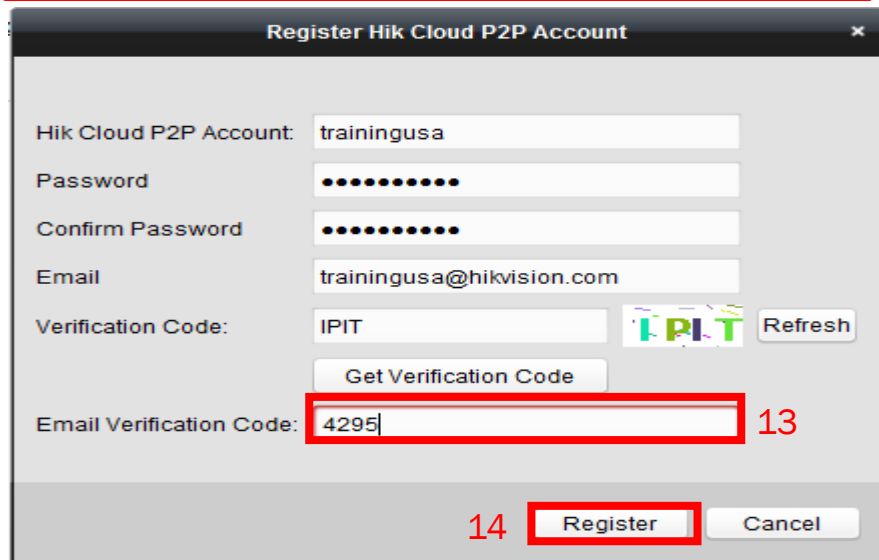 Register Hik Cloud P2P Account ×
Hik Cloud P2P Account: trainingusa
Password ••••••••••
Confirm Password ••••••••••
Email trainingusa@hikvision.com
Verification Code: IPIT IPIT Refresh
Get Verification Code
Email Verification Code: 4295 13
14 Register Cancel